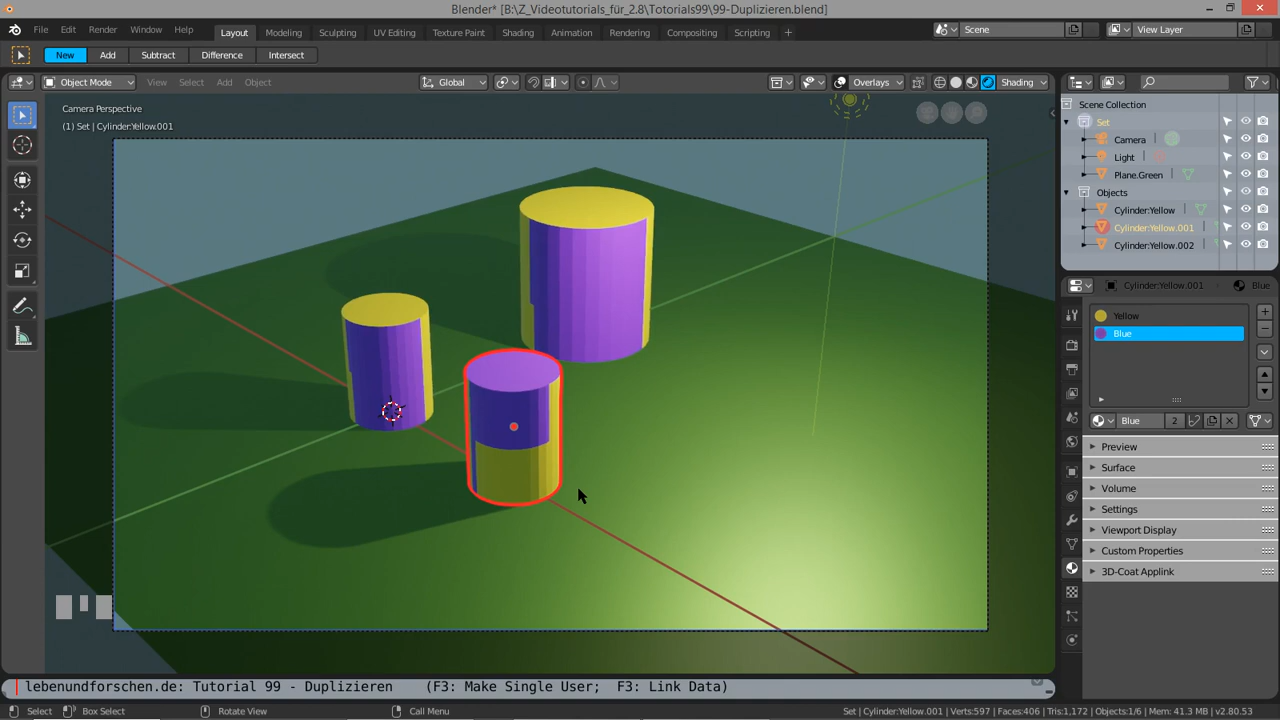 Blender* [B:\Z_Videotutorials_für_2.8\Totorials99\99-Duplizieren.blend]
File Edit Render Window Help Layout Modeling Sculpting UV Editing Texture Paint Shading Animation Rendering Compositing Scripting + Scene View Layer
New Add Subtract Difference Intersect
Object Mode View Select Add Object Global Overlays Shading
Camera Perspective
(1) Set | Cylinder:Yellow.001
Scene Collection
Set
Camera
Light
Plane.Green
Objects
Cylinder:Yellow
Cylinder:Yellow.001
Cylinder:Yellow.002
Cylinder:Yellow.001 Blue
Yellow
Blue
Blue 2
Preview
Surface
Volume
Settings
Viewport Display
Custom Properties
3D-Coat Applink
lebenundforschen.de: Tutorial 99 - Duplizieren (F3: Make Single User; F3: Link Data)
Select Box Select Rotate View Call Menu Set | Cylinder:Yellow.001 | Verts:597 | Faces:406 | Tris:1,172 | Objects:1/6 | Mem: 41.3 MB | v2.80.53